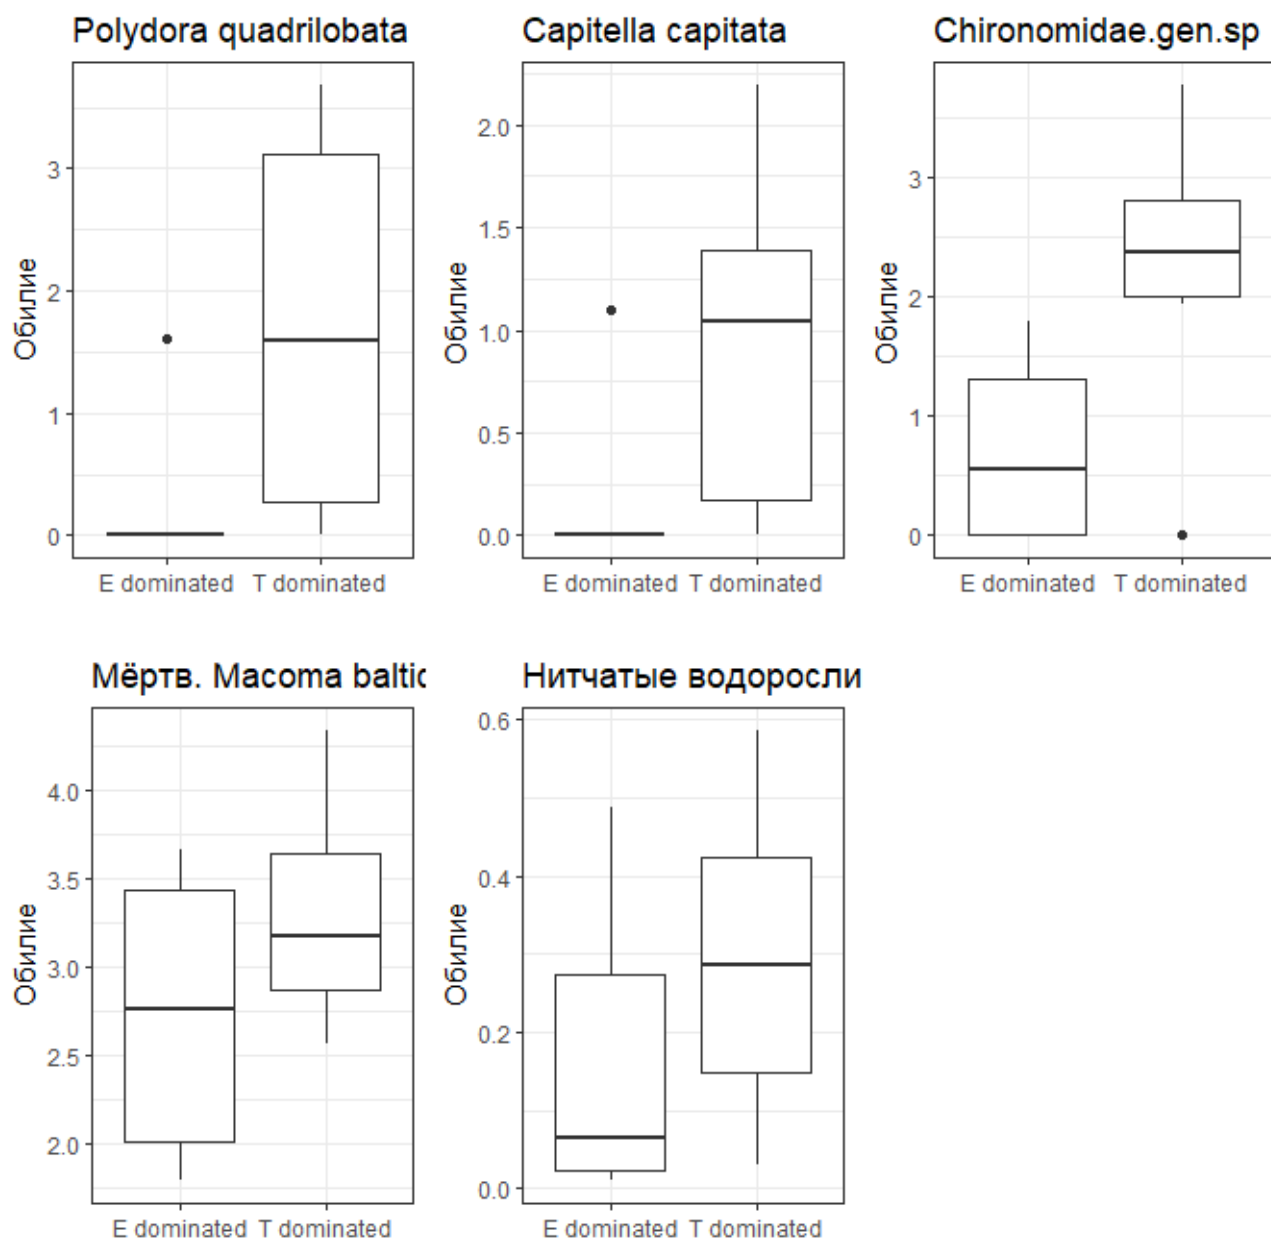 Polydora quadrilobata
Обилие
3
2
1
0
E dominated T dominated
Capitella capitata
Обилие
2.0
1.5
1.0
0.5
0.0
E dominated T dominated
Chironomidae.gen.sp
Обилие
3
2
1
0
E dominated T dominated
Мёртв. Macoma baltic
Обилие
4.0
3.5
3.0
2.5
2.0
E dominated T dominated
Нитчатые водоросли
Обилие
0.6
0.4
0.2
0.0
E dominated T dominated